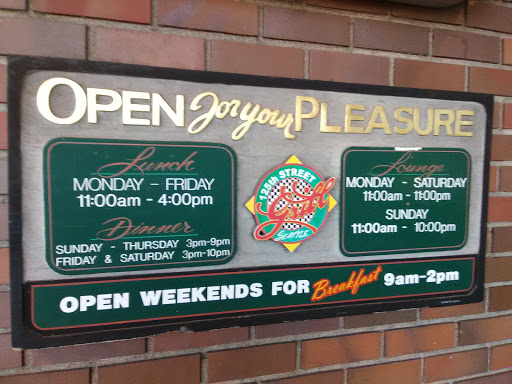 OPEN for your PLEASURE
Lunch
MONDAY - FRIDAY
11:00am - 4:00pm
Dinner
SUNDAY - THURSDAY 3pm-9pm
FRIDAY & SATURDAY 3pm-10pm
125th STREET
Grill
SEATTLE
Lounge
MONDAY - SATURDAY
11:00am - 11:00pm
SUNDAY
11:00am - 10:00pm
OPEN WEEKENDS FOR Breakfast 9am-2pm